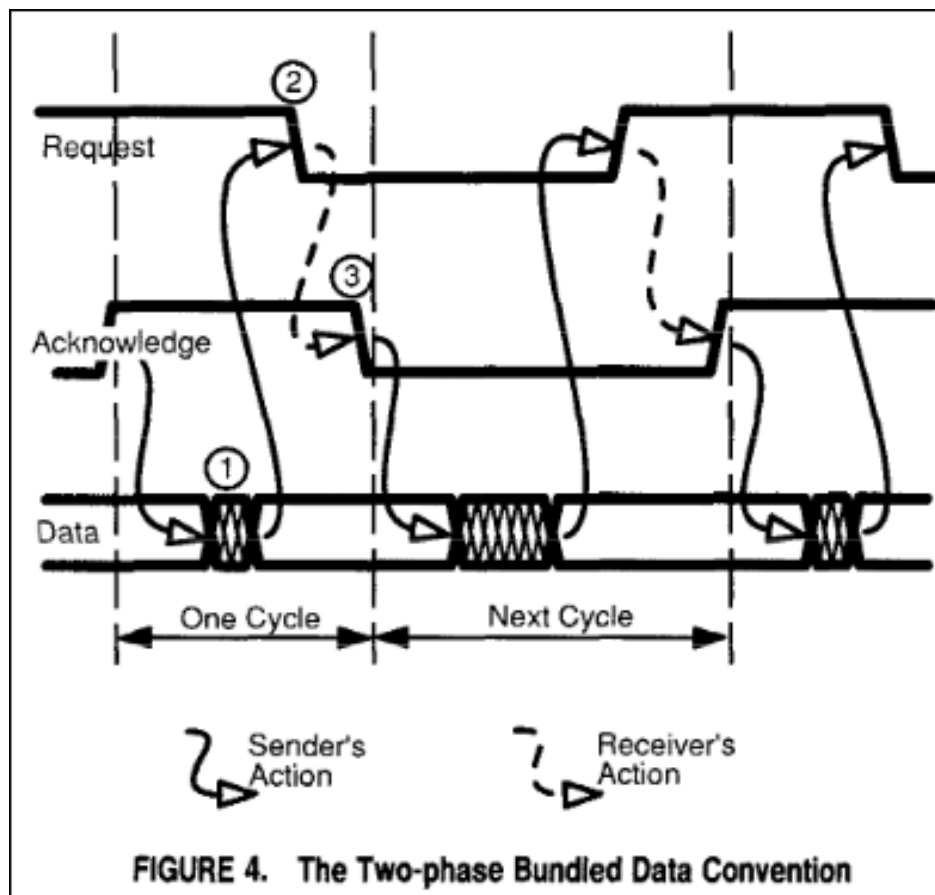 ②
Request
③
Acknowledge
①
Data
One Cycle
Next Cycle
Sender's
Action
Receiver's
Action
FIGURE 4. The Two-phase Bundled Data Convention